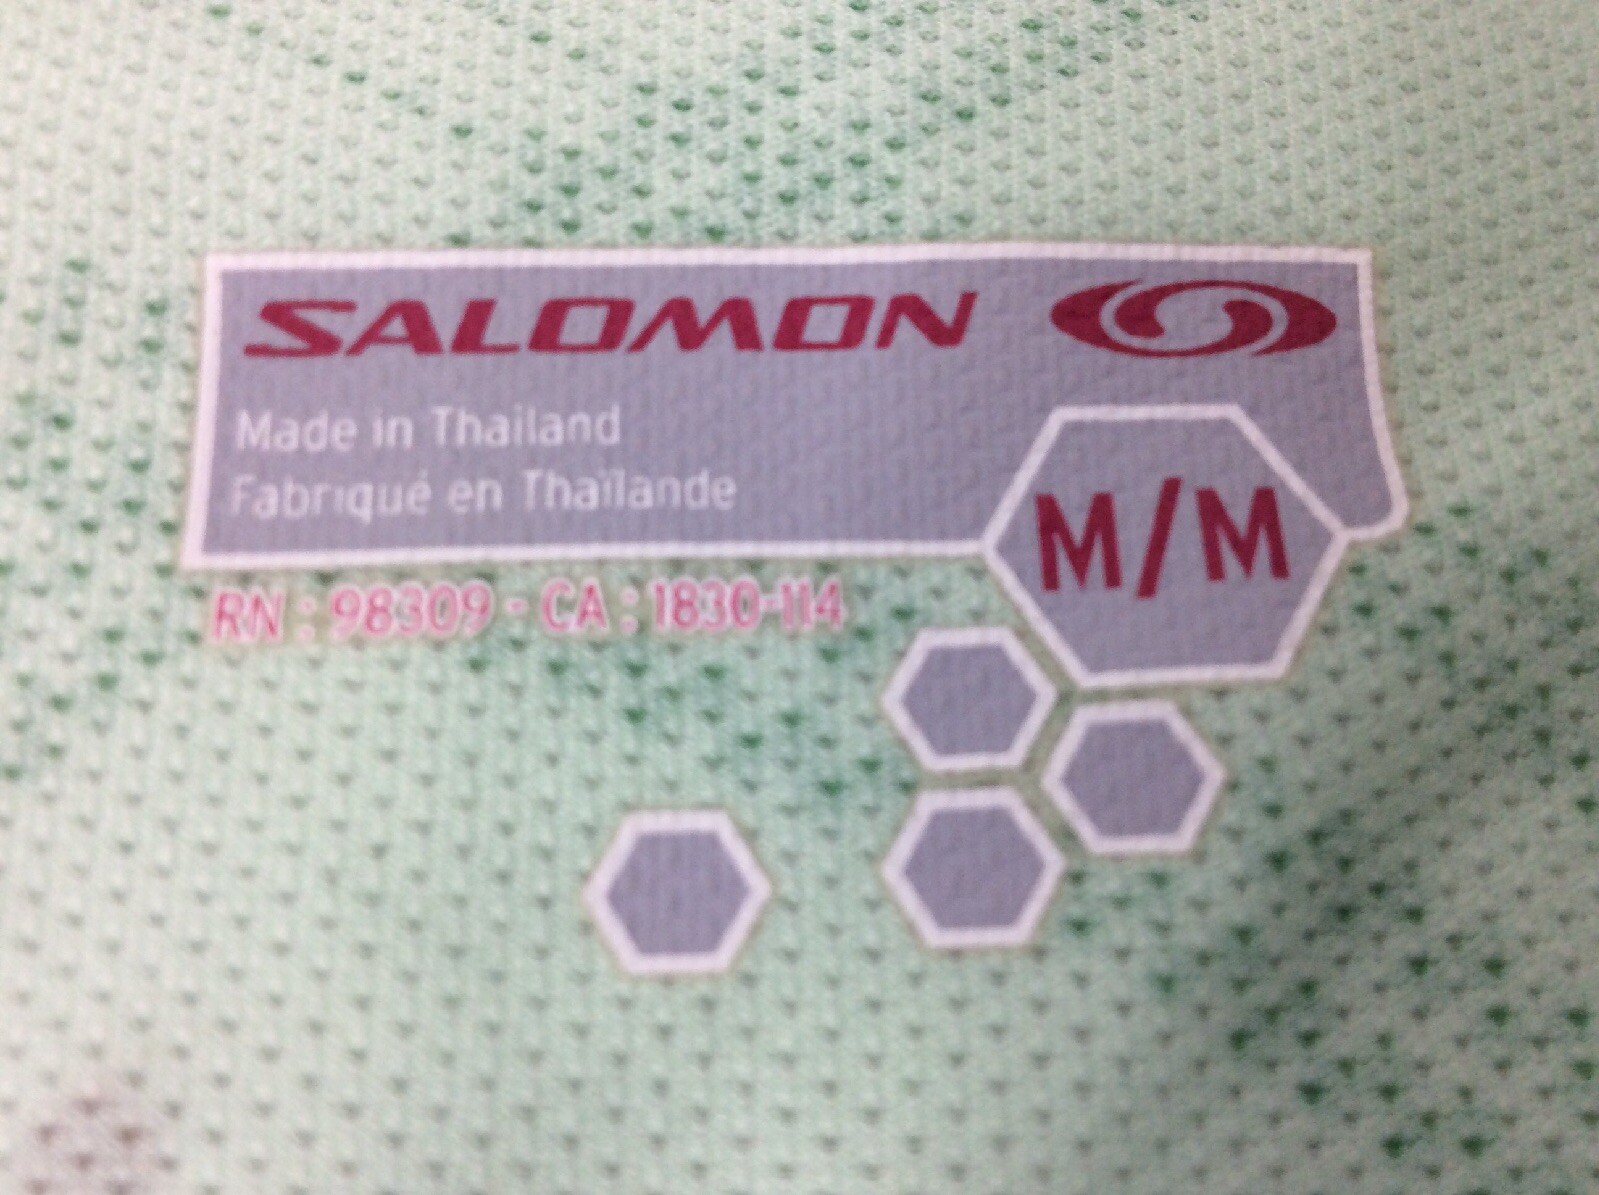 SALOMON
Made in Thailand
Fabriqué en Thaïlande
M/M
RN : 98309 - CA : 1830-114